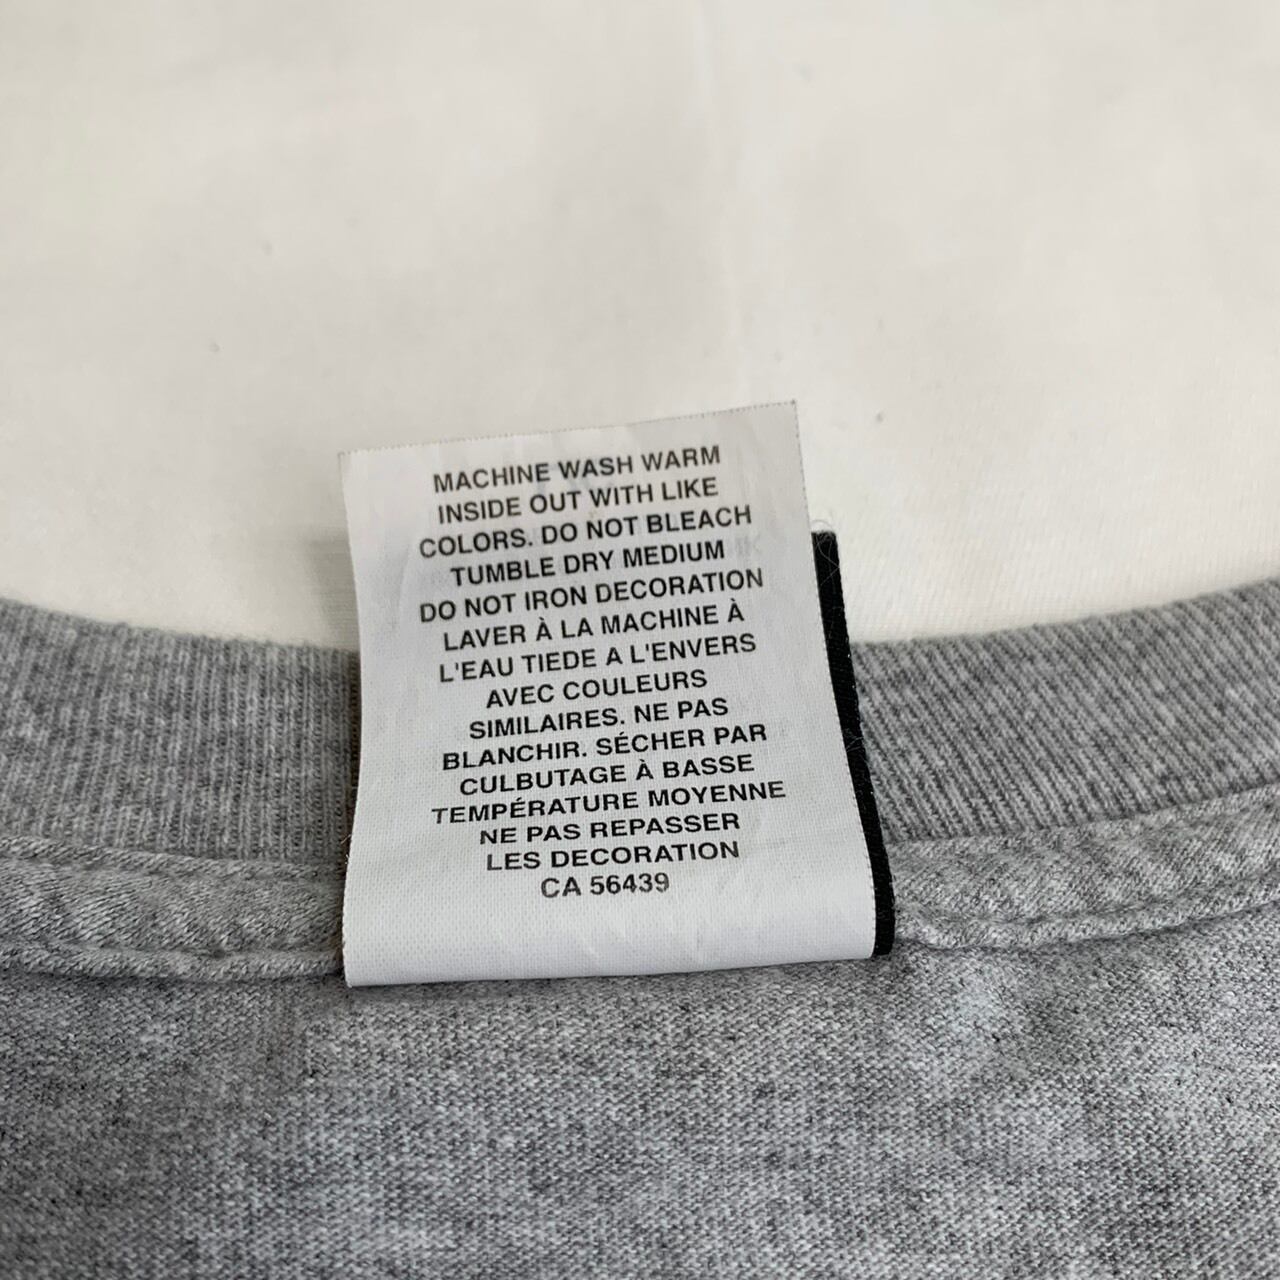 MACHINE WASH WARM
INSIDE OUT WITH LIKE
COLORS. DO NOT BLEACH
TUMBLE DRY MEDIUM
DO NOT IRON DECORATION
LAVER À LA MACHINE À
L'EAU TIEDE A L'ENVERS
AVEC COULEURS
SIMILAIRES. NE PAS
BLANCHIR. SÉCHER PAR
CULBUTAGE À BASSE
TEMPÉRATURE MOYENNE
NE PAS REPASSER
LES DECORATION
CA 56439